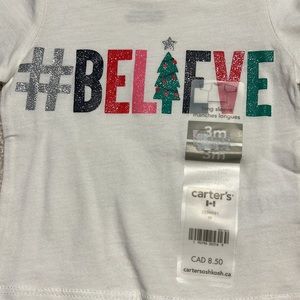 #BELIEVE
manches longues
3m
3m
carter's
CAD 8.50
cartersoshkosh.ca